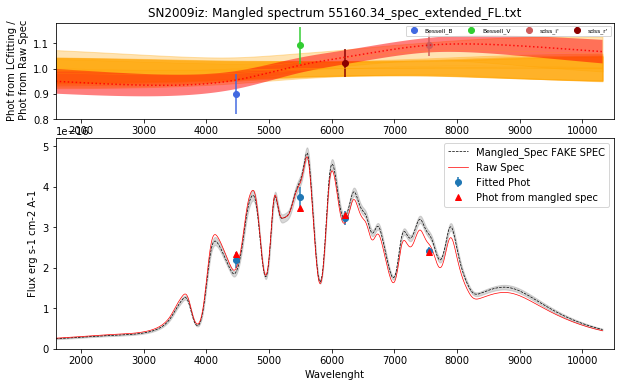 SN2009iz: Mangled spectrum 55160.34_spec_extended_FL.txt
Phot from LCfitting /
Phot from Raw Spec
1.1
1.0
0.9
0.8
Bessell_B
Bessell_V
sdss_i'
sdss_r'
2000 3000 4000 5000 6000 7000 8000 9000 10000
1e−16
Flux erg s-1 cm-2 A-1
5
4
3
2
1
0
Mangled_Spec FAKE SPEC
Raw Spec
Fitted Phot
Phot from mangled spec
2000 3000 4000 5000 6000 7000 8000 9000 10000
Wavelenght